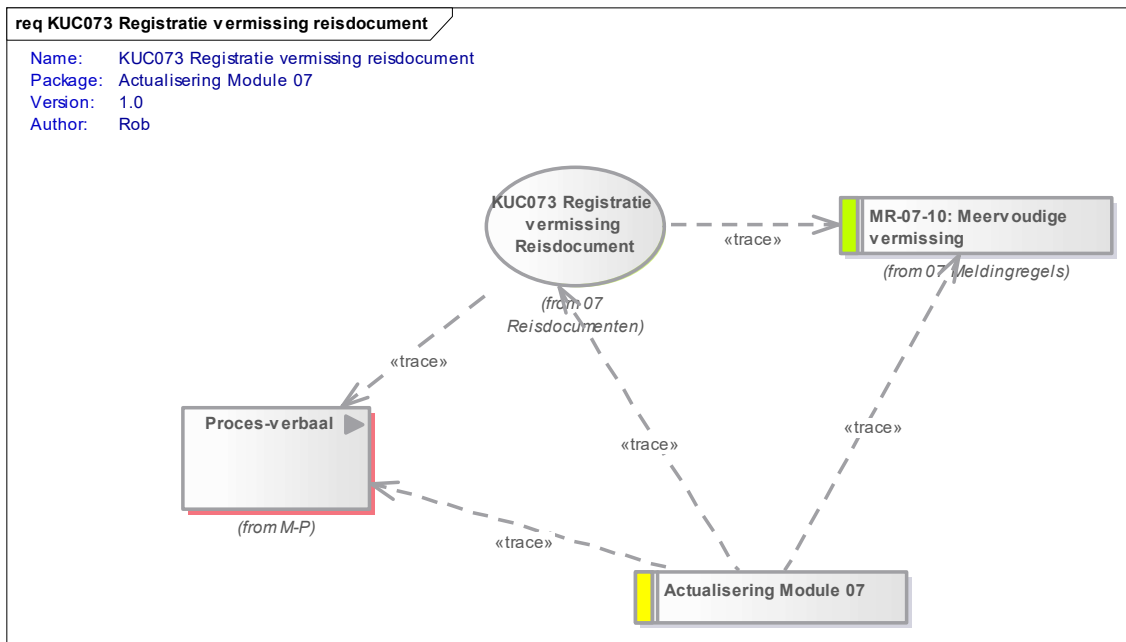 req KUC073 Registratie vermissing reisdocument
Name: KUC073 Registratie vermissing reisdocument
Package: Actualisering Module 07
Version: 1.0
Author: Rob
KUC073 Registratie
vermissing
Reisdocument
(from 07
Reisdocumenten)
MR-07-10: Meervoudige
vermissing
(from 07 Meldingregels)
«trace»
«trace»
Proces-verbaal
(from M-P)
«trace»
«trace»
«trace»
Actualisering Module 07